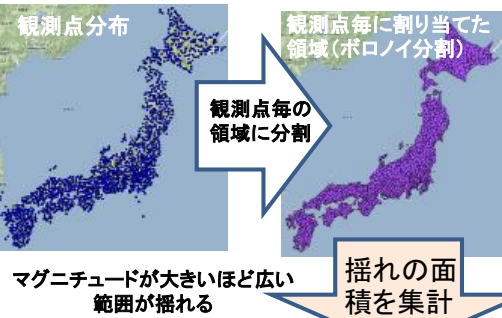 観測点分布
観測点毎に割り当てた
領域(ボロノイ分割)
観測点毎の
領域に分割
マグニチュードが大きいほど広い
範囲が揺れる
揺れの面
積を集計